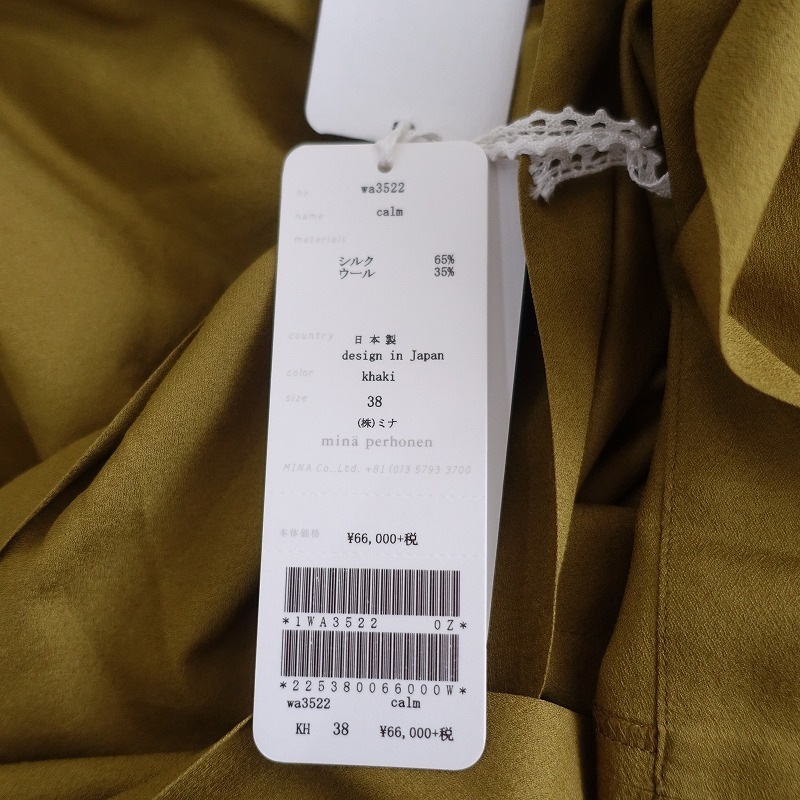 no wa3522
name calm
materials
シルク 65%
ウール 35%
country 日本製
design in Japan
color khaki
size 38
(株)ミナ
minä perhonen
MINA Co.,Ltd. +81 (0)3 5793 3700
本体価格 ¥66,000+税
*1WA3522 0Z*
*225380066000W*
wa3522 calm
KH 38 ¥66,000+税